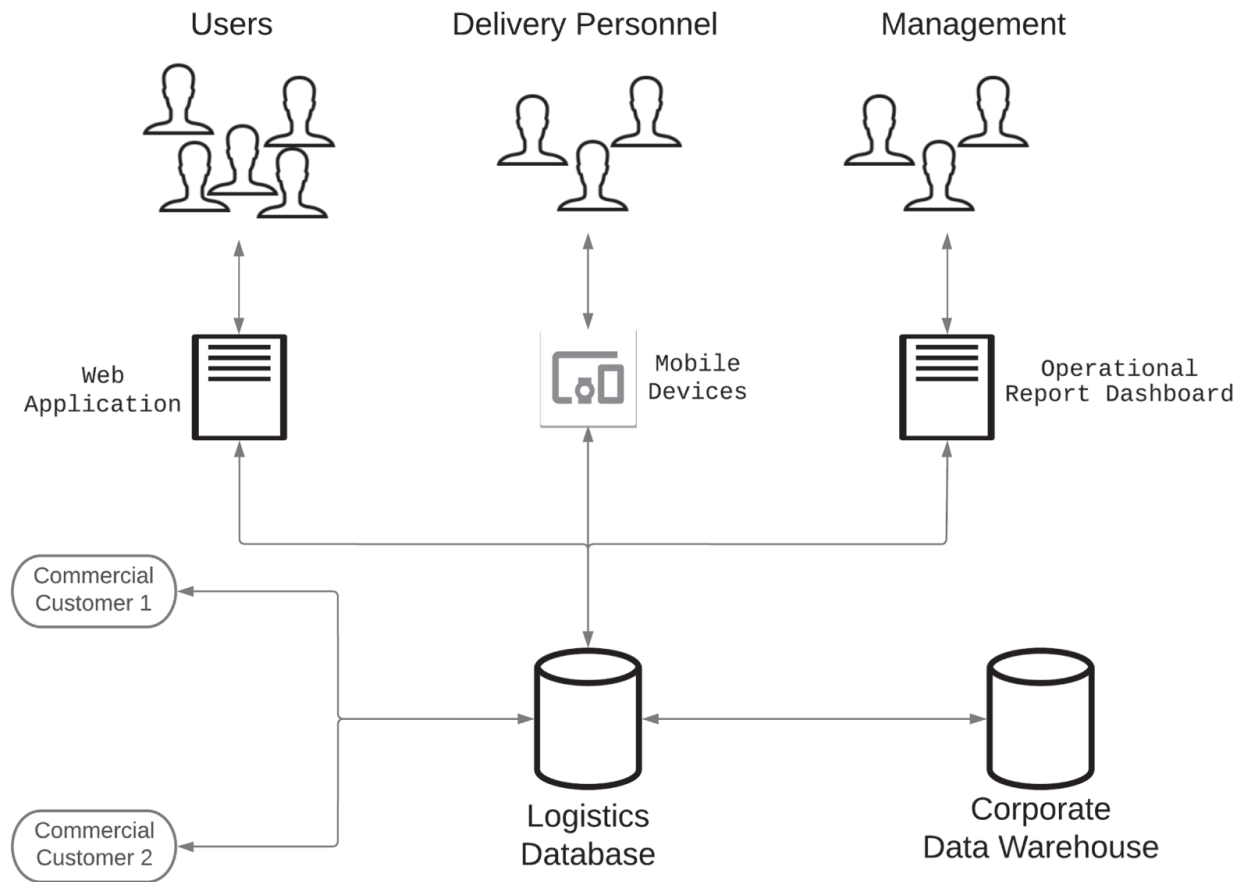 Users
Delivery Personnel
Management
Web
Application
Mobile
Devices
Operational
Report Dashboard
Commercial
Customer 1
Commercial
Customer 2
Logistics
Database
Corporate
Data Warehouse